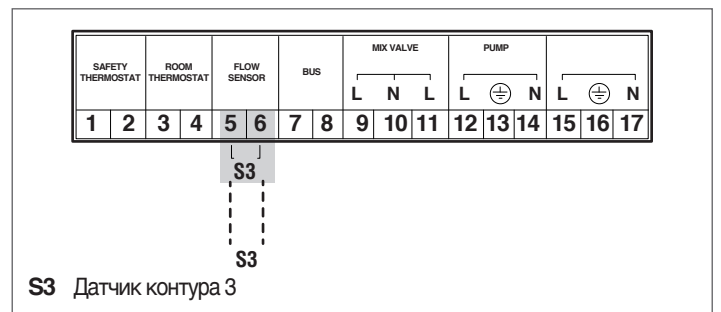 MIX VALVE PUMP
SAFETY THERMOSTAT ROOM THERMOSTAT FLOW SENSOR BUS
L N L L N L N
1 2 3 4 5 6 7 8 9 10 11 12 13 14 15 16 17
S3
S3
S3 Датчик контура 3